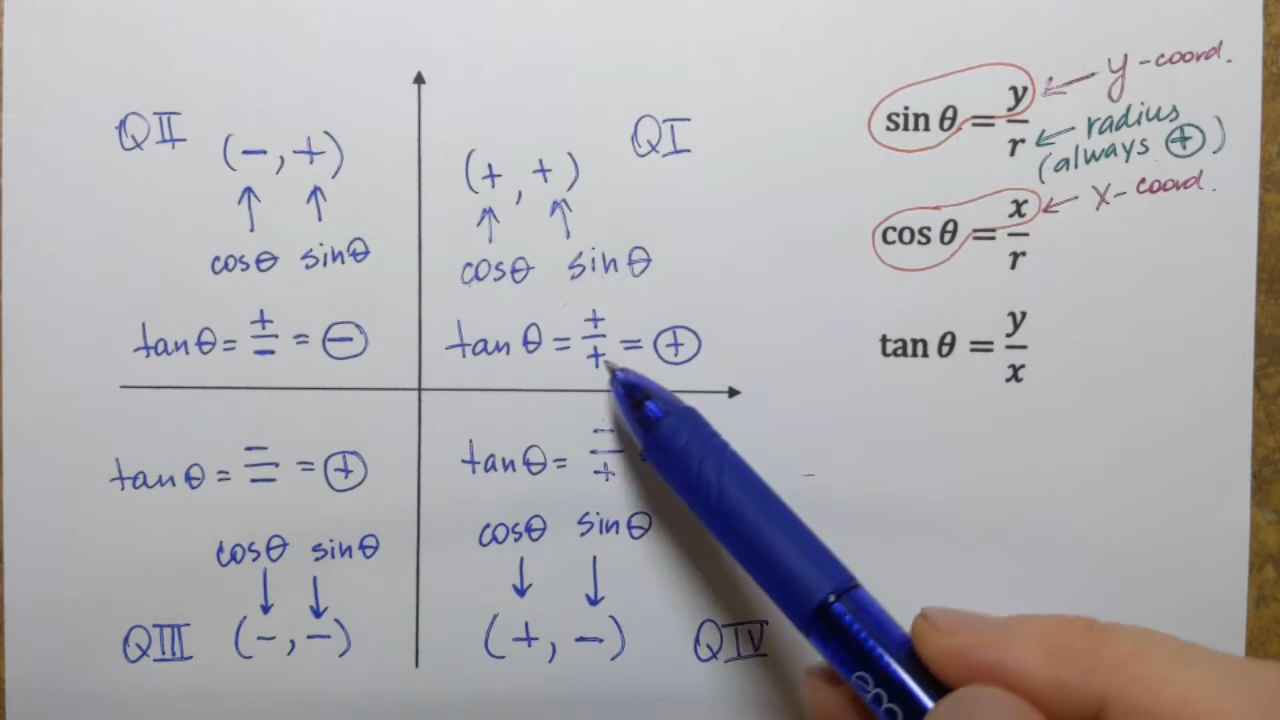 QII
(-, +)
cosθ sinθ
tanθ = +/- = -
QI
(+, +)
cosθ sinθ
tanθ = +/+ = +
tanθ = -/- = +
cosθ sinθ
QIII (-, -)
tanθ = -/+
cosθ sinθ
(+, -) QIV
sin θ = y/r
y-coord.
radius
(always +)
cos θ = x/r
x-coord.
tan θ = y/x
eco